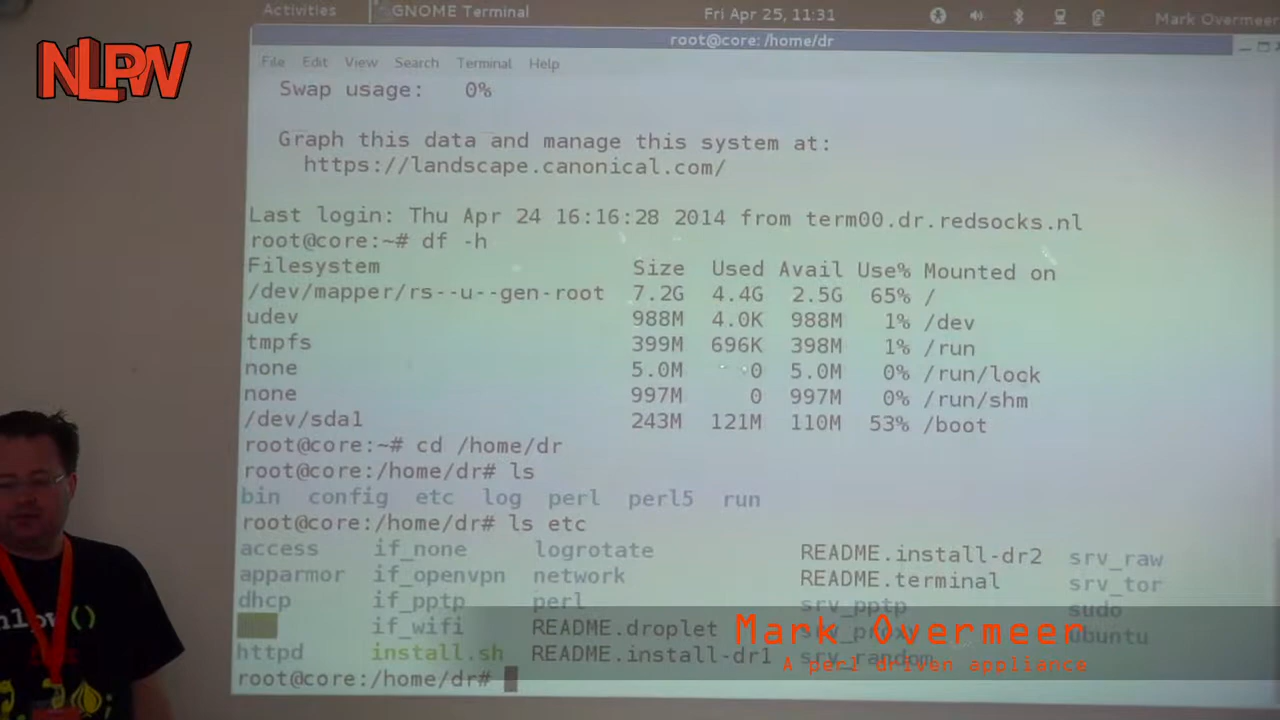 Activities GNOME Terminal Fri Apr 25, 11:31 Mark Overmeer
NLPW
root@core: /home/dr
File Edit View Search Terminal Help
Swap usage: 0%
Graph this data and manage this system at:
https://landscape.canonical.com/
Last login: Thu Apr 24 16:16:28 2014 from term00.dr.redsocks.nl
root@core:~# df -h
Filesystem Size Used Avail Use% Mounted on
/dev/mapper/rs--u--gen-root 7.2G 4.4G 2.5G 65% /
udev 988M 4.0K 988M 1% /dev
tmpfs 399M 696K 398M 1% /run
none 5.0M 0 5.0M 0% /run/lock
none 997M 0 997M 0% /run/shm
/dev/sda1 243M 121M 110M 53% /boot
root@core:~# cd /home/dr
root@core:/home/dr# ls
bin config etc log perl perl5 run
root@core:/home/dr# ls etc
access if_none logrotate README.install-dr2 srv_raw
apparmor if_openvpn network README.terminal srv_tor
dhcp if_pptp perl srv_pptp sudo
if_wifi README.droplet ubuntu
httpd install.sh README.install-dr1 srv_random
root@core:/home/dr#
Mark Overmeer
A perl driven appliance